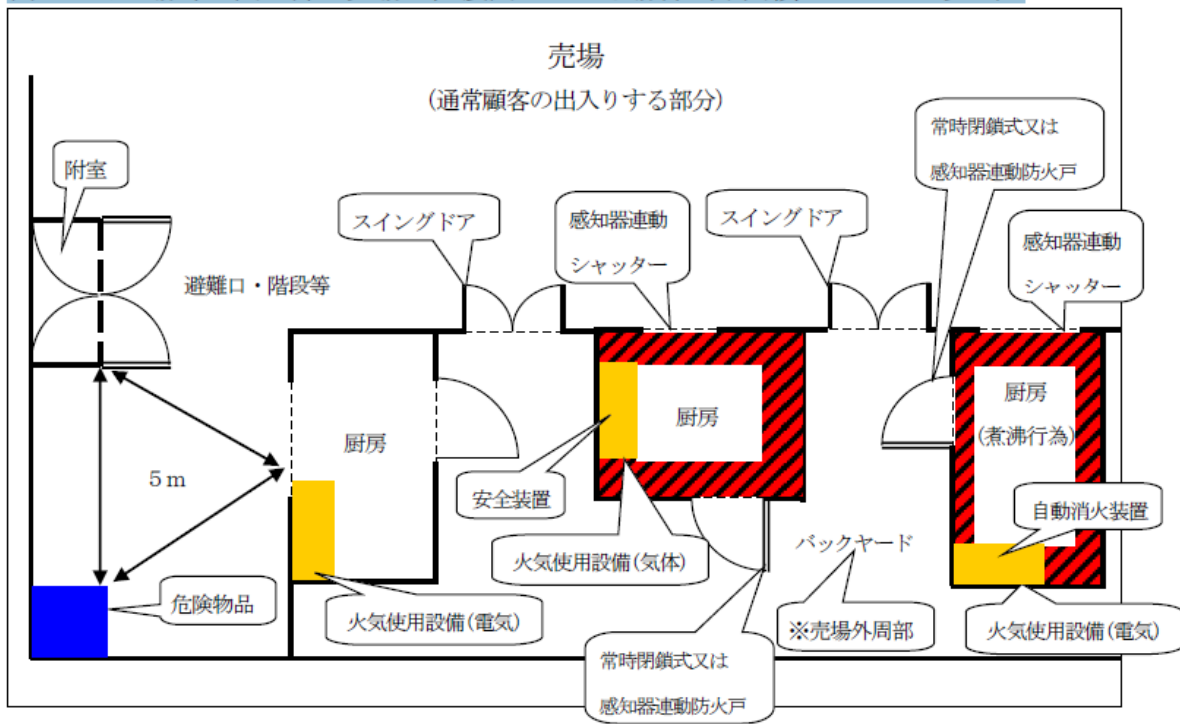 売場
(通常顧客の出入りする部分)
常時閉鎖式又は
感知器連動防火戸
附室
スイングドア
感知器連動
シャッター
スイングドア
感知器連動
シャッター
避難口・階段等
厨房
厨房
厨房
(煮沸行為)
5m
安全装置
自動消火装置
火気使用設備(気体)
バックヤード
危険物品
火気使用設備(電気)
※売場外周部
火気使用設備(電気)
常時閉鎖式又は
感知器連動防火戸